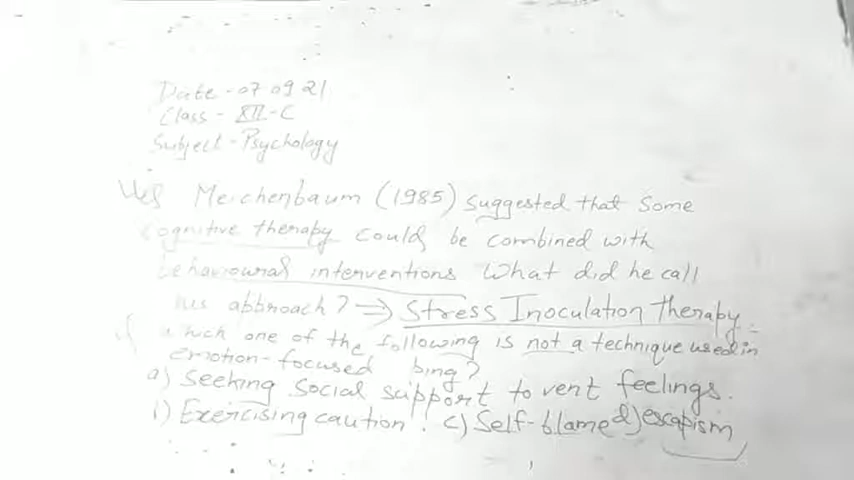 Date - 07 09 21
Class - XII - C
Subject - Psychology
Meichenbaum (1985) suggested that some
cognitive therapy could be combined with
behavioural interventions What did he call
his abbroach? → Stress Inoculation therapy.
which one of the following is not a technique used in
emotion-focused bing?
a) Seeking Social support to vent feelings.
i) Exercising caution. c) Self-blame d) escapism